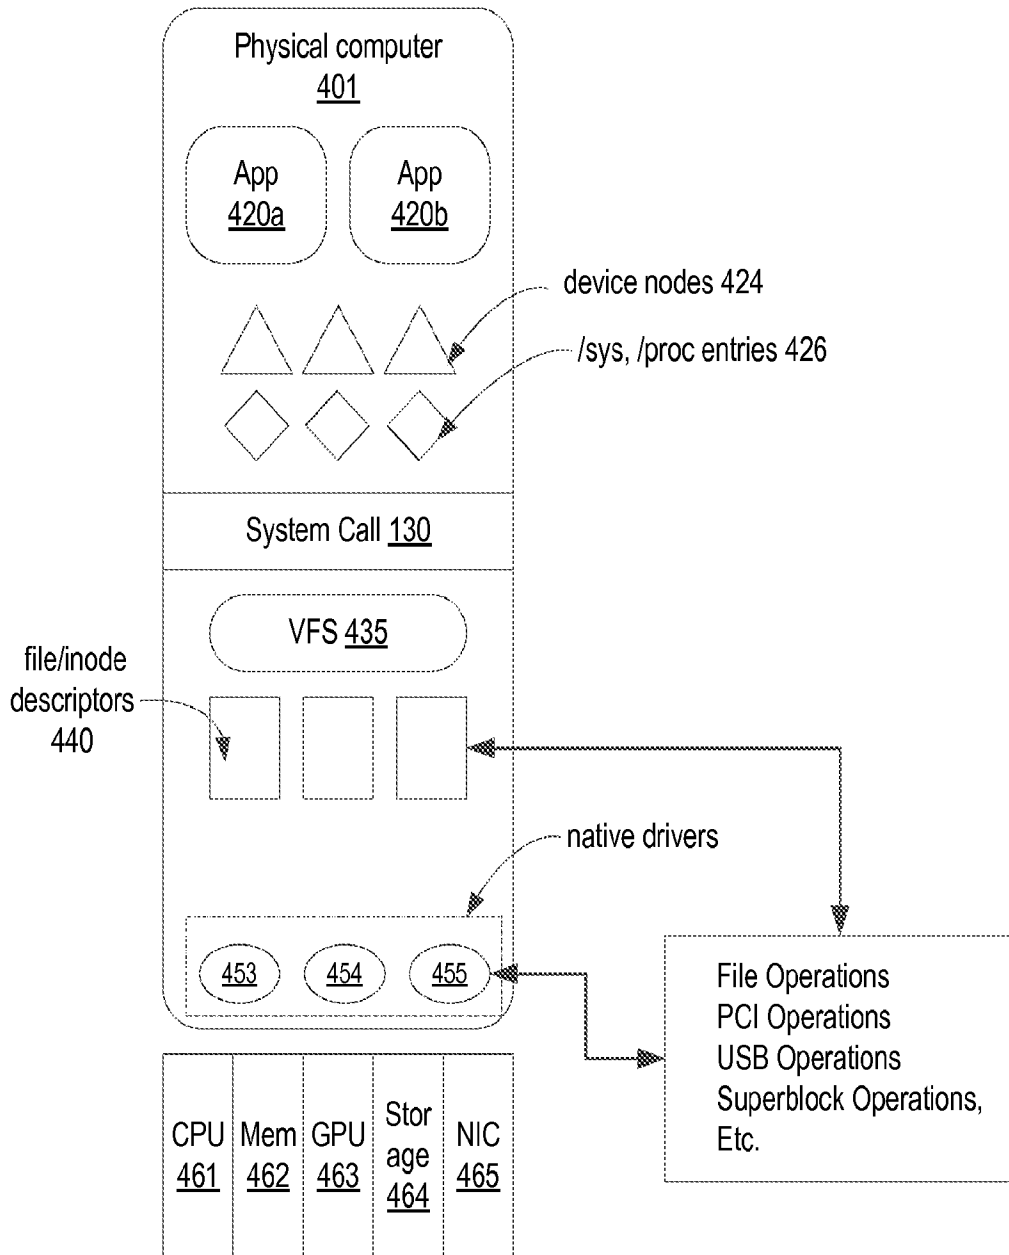 Physical computer
401
App
420a
App
420b
device nodes 424
/sys, /proc entries 426
System Call 130
VFS 435
file/inode
descriptors
440
native drivers
453
454
455
File Operations
PCI Operations
USB Operations
Superblock Operations,
Etc.
CPU
461
Mem
462
GPU
463
Stor
age
464
NIC
465